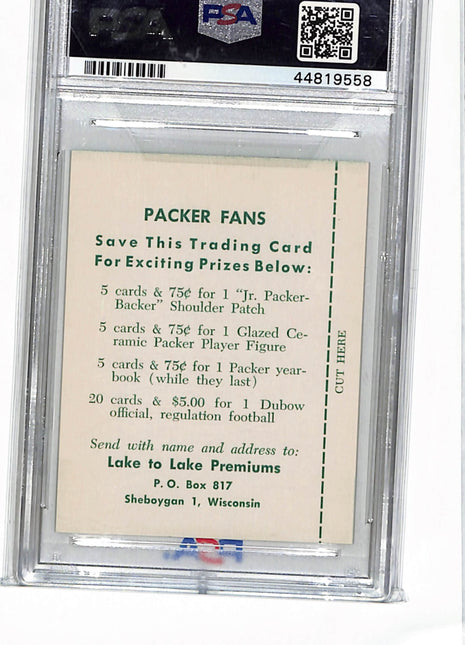 PSA
PSA
44819558
PACKER FANS
Save This Trading Card
For Exciting Prizes Below:
5 cards & 75¢ for 1 "Jr. Packer-
Backer" Shoulder Patch
5 cards & 75¢ for 1 Glazed Ce-
ramic Packer Player Figure
5 cards & 75¢ for 1 Packer year-
book (while they last)
20 cards & $5.00 for 1 Dubow
official, regulation football
Send with name and address to:
Lake to Lake Premiums
P. O. Box 817
Sheboygan 1, Wisconsin
CUT HERE
PSA